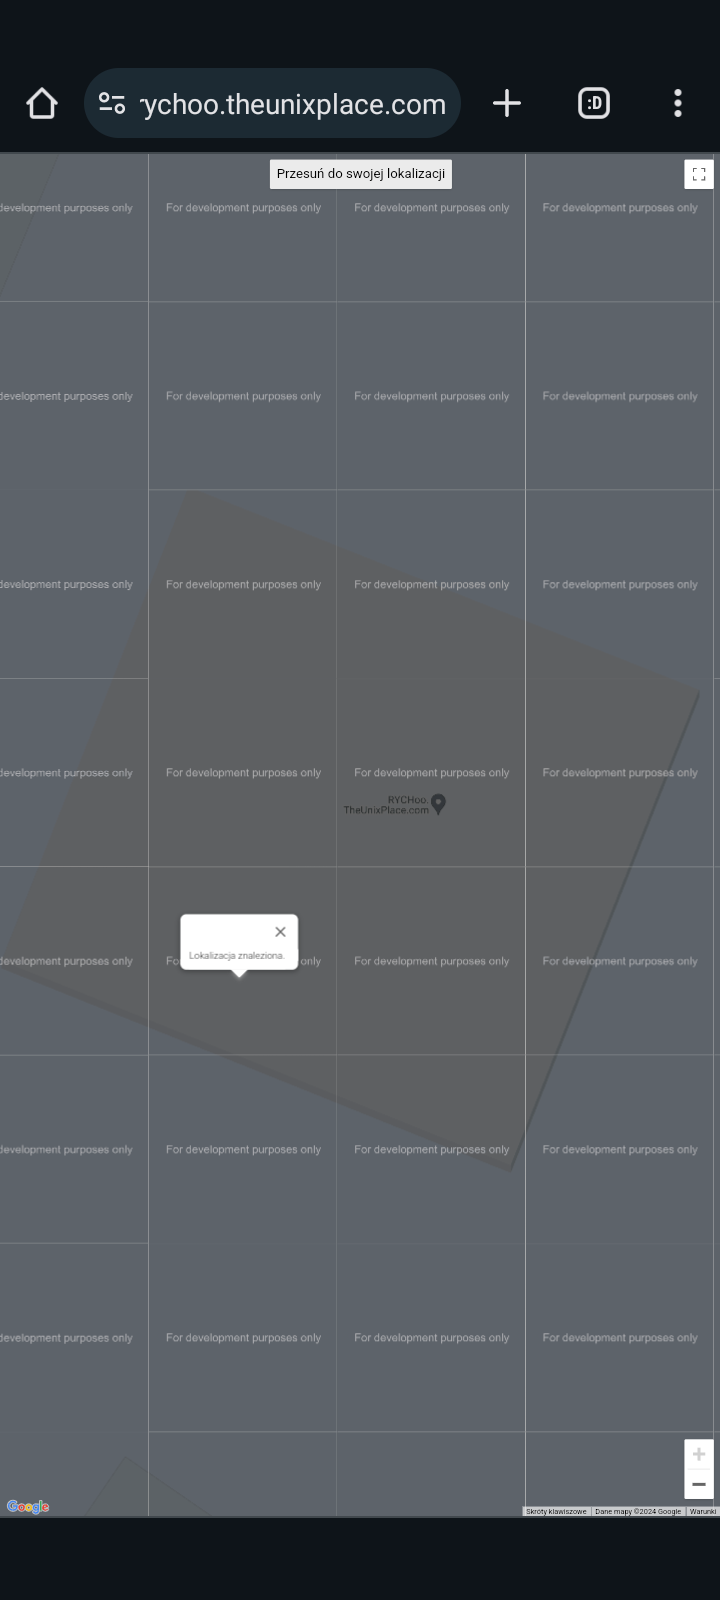 ychoo.theunixplace.com
:D
Przesuń do swojej lokalizacji
development purposes only For development purposes only For development purposes only For development purposes only
development purposes only For development purposes only For development purposes only For development purposes only
development purposes only For development purposes only For development purposes only For development purposes only
development purposes only For development purposes only For development purposes only For development purposes only
RYCHoo.
TheUnixPlace.com
Lokalizacja znaleziona.
development purposes only Fo only For development purposes only For development purposes only
development purposes only For development purposes only For development purposes only For development purposes only
development purposes only For development purposes only For development purposes only For development purposes only
Google
Skróty klawiszowe Dane mapy ©2024 Google Warunki